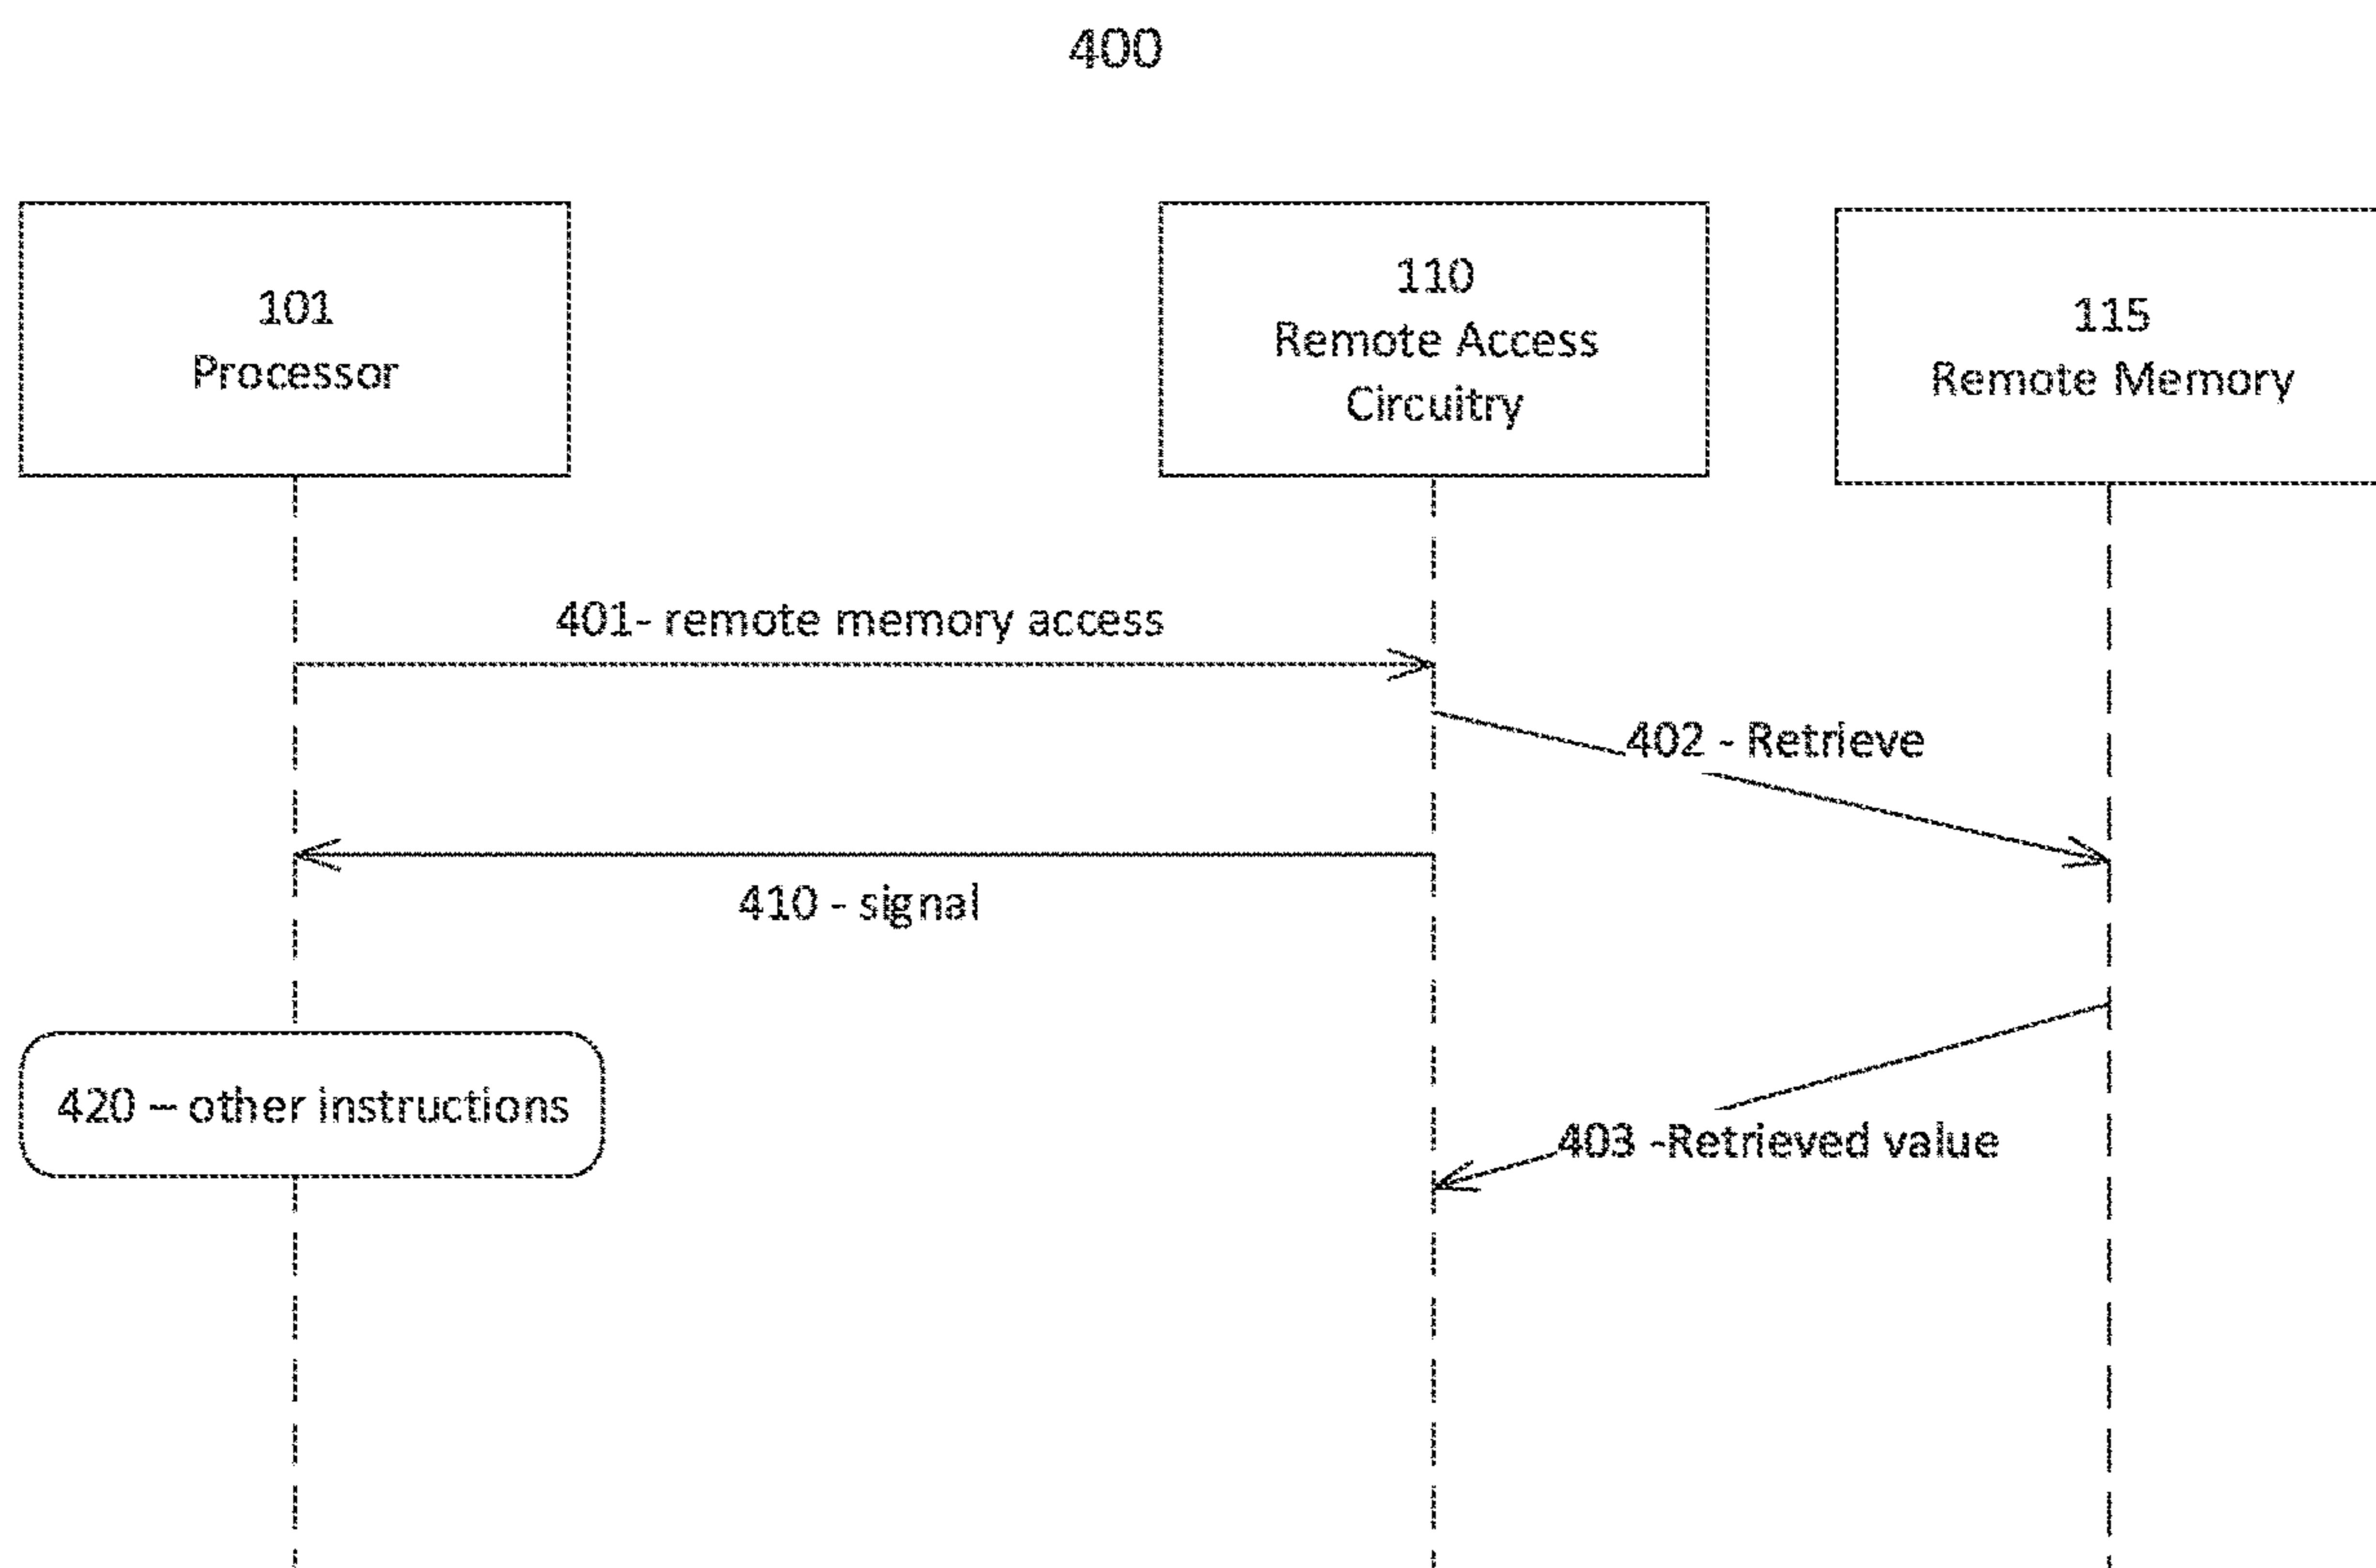 400
101
Processor
110
Remote Access
Circuitry
115
Remote Memory
401- remote memory access
402 - Retrieve
410 - signal
420 – other instructions
403 -Retrieved value